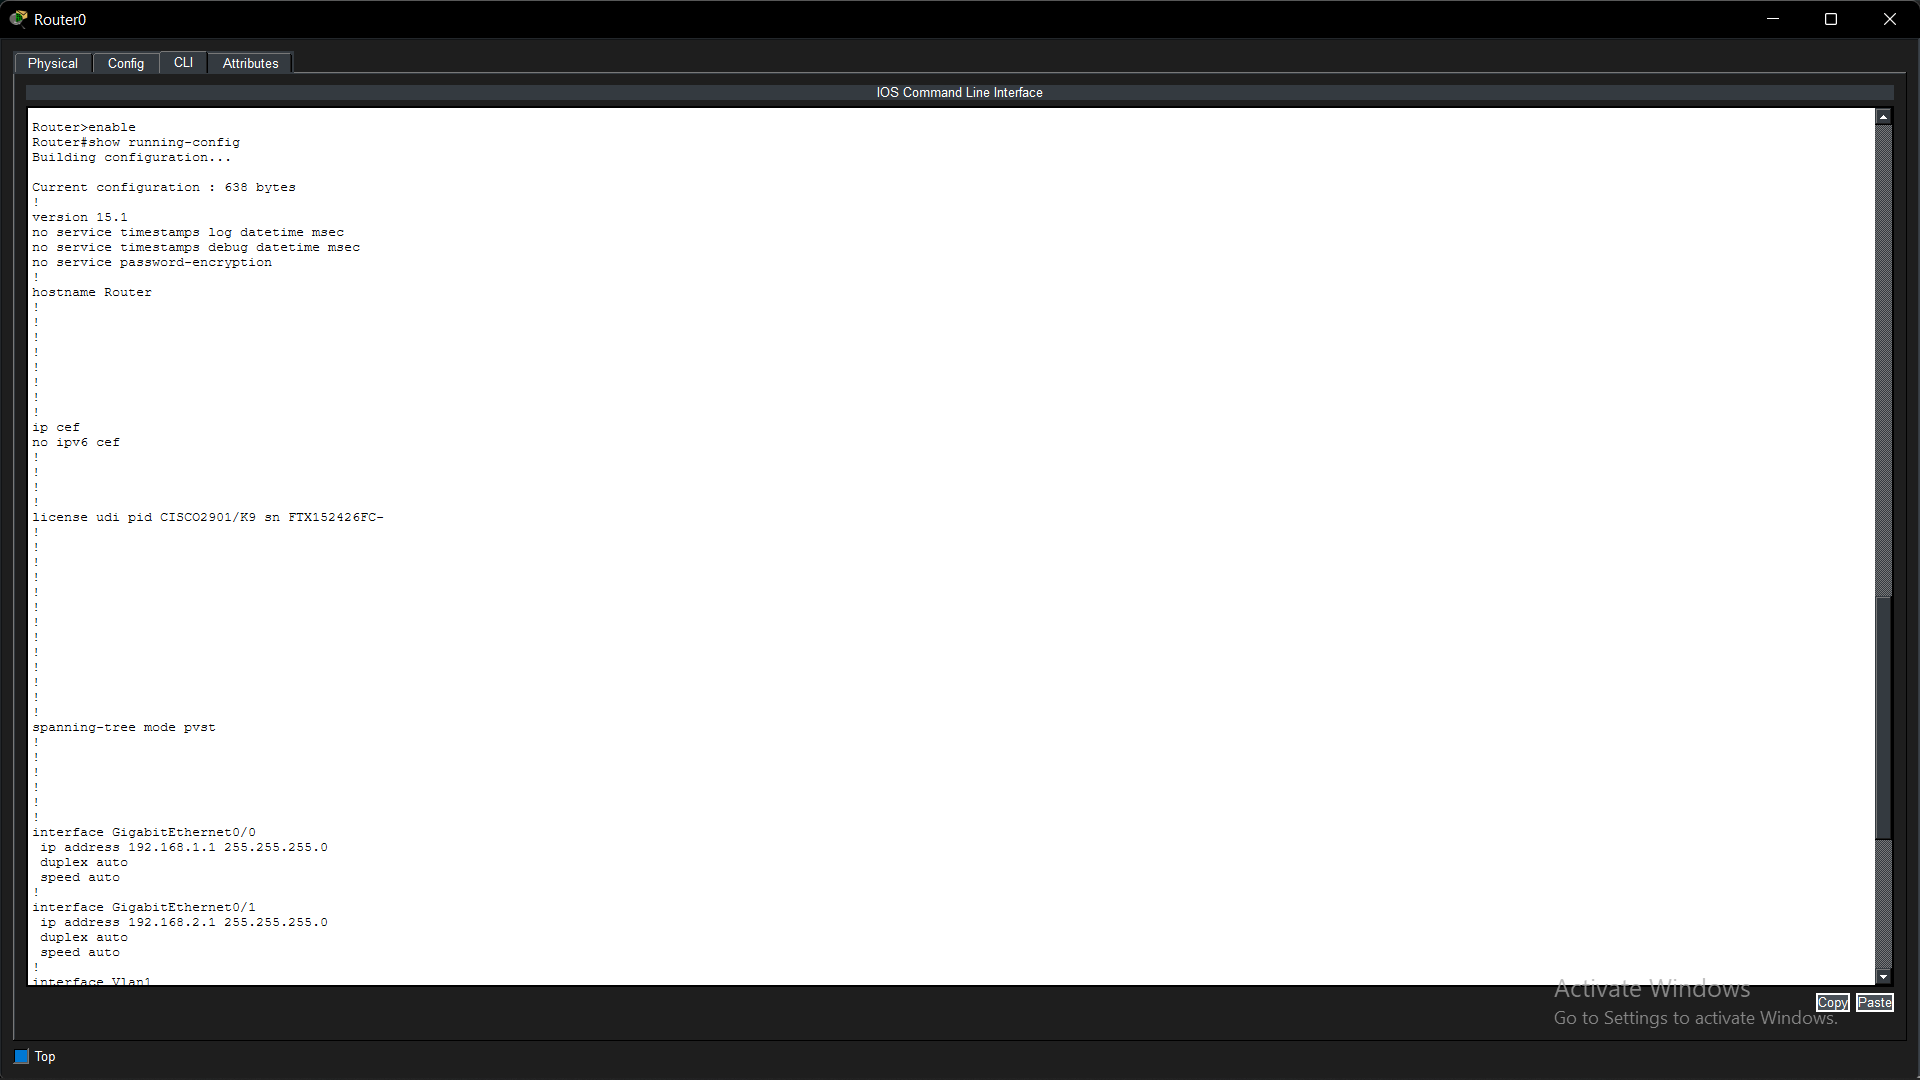 Router0
Physical
Config
CLI
Attributes
IOS Command Line Interface
Router>enable
Router#show running-config
Building configuration...
Current configuration : 638 bytes
!
version 15.1
no service timestamps log datetime msec
no service timestamps debug datetime msec
no service password-encryption
!
hostname Router
!
!
!
!
!
!
!
!
ip cef
no ipv6 cef
!
!
!
!
license udi pid CISCO2901/K9 sn FTX152426FC-
!
!
!
!
!
!
!
!
!
!
!
!
!
spanning-tree mode pvst
!
!
!
!
!
!
interface GigabitEthernet0/0
 ip address 192.168.1.1 255.255.255.0
 duplex auto
 speed auto
!
interface GigabitEthernet0/1
 ip address 192.168.2.1 255.255.255.0
 duplex auto
 speed auto
!
interface Vlan1
Activate Windows
Go to Settings to activate Windows.
Copy
Paste
Top